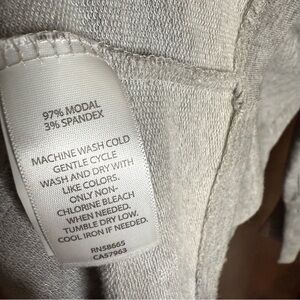 97% MODAL
3% SPANDEX
MACHINE WASH COLD
GENTLE CYCLE
WASH AND DRY WITH
LIKE COLORS.
ONLY NON-
CHLORINE BLEACH
WHEN NEEDED.
TUMBLE DRY LOW.
COOL IRON IF NEEDED.
RN58665
CA57963